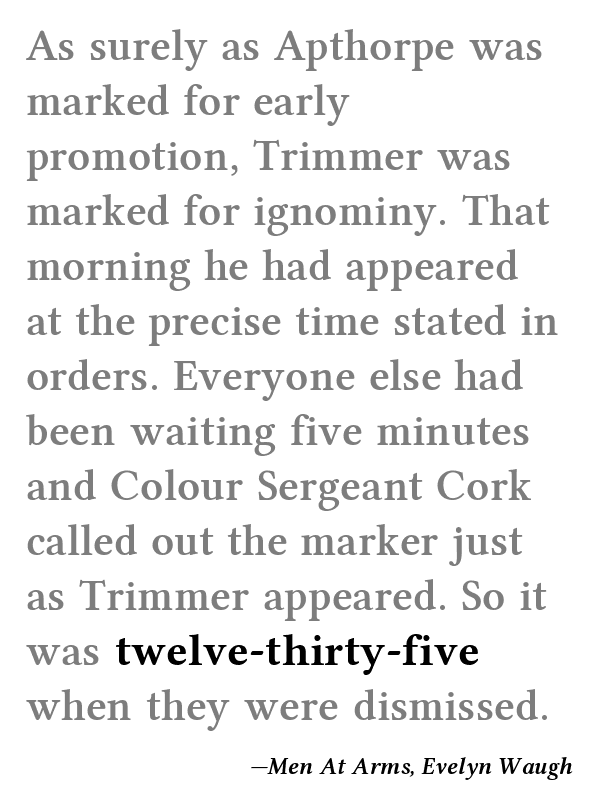 As surely as Apthorpe was
marked for early
promotion, Trimmer was
marked for ignominy. That
morning he had appeared
at the precise time stated in
orders. Everyone else had
been waiting five minutes
and Colour Sergeant Cork
called out the marker just
as Trimmer appeared. So it
was twelve-thirty-five
when they were dismissed.
—Men At Arms, Evelyn Waugh